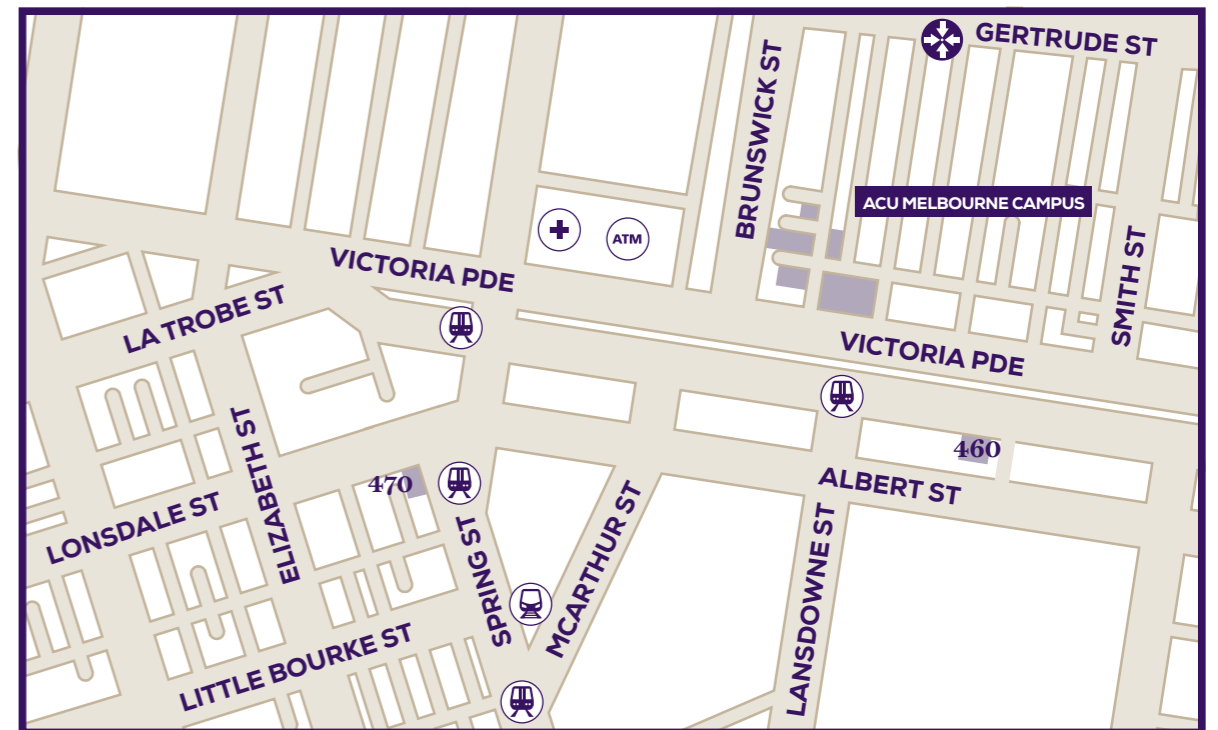 GERTRUDE ST
BRUNSWICK ST
ACU MELBOURNE CAMPUS
ATM
VICTORIA PDE
SMITH ST
LA TROBE ST
VICTORIA PDE
ELIZABETH ST
460
470
ALBERT ST
LONSDALE ST
SPRING ST
MCARTHUR ST
LANSDOWNE ST
LITTLE BOURKE ST